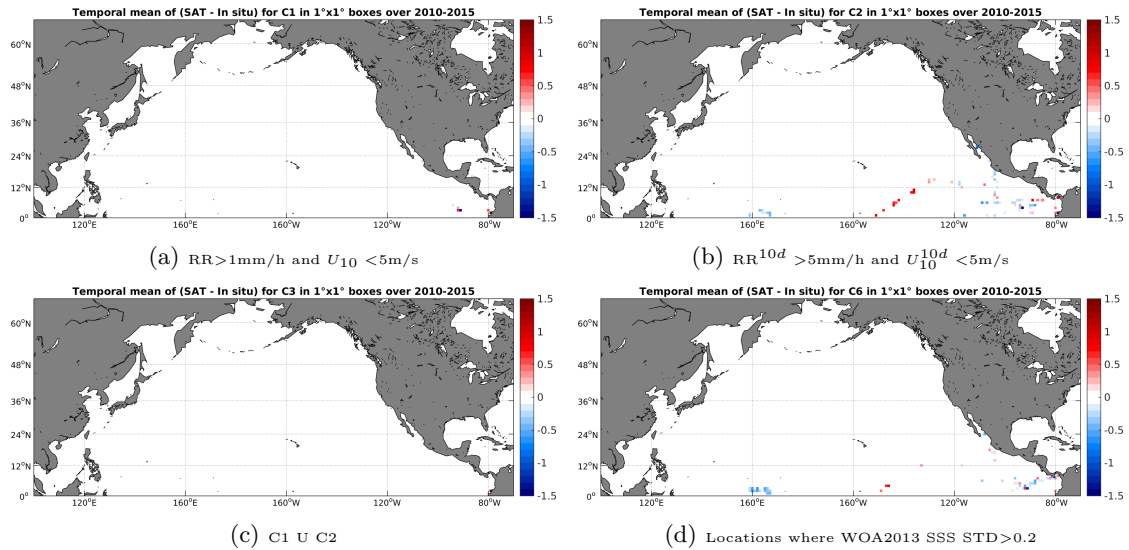 Temporal mean of (SAT - In situ) for C1 in 1°x1° boxes over 2010-2015
60°N
48°N
36°N
24°N
12°N
0°
120°E
160°E
160°W
120°W
80°W
1.5
1
0.5
0
-0.5
-1
-1.5
(a) RR>1mm/h and U10 <5m/s
Temporal mean of (SAT - In situ) for C2 in 1°x1° boxes over 2010-2015
60°N
48°N
36°N
24°N
12°N
0°
120°E
160°E
160°W
120°W
80°W
1.5
1
0.5
0
-0.5
-1
-1.5
(b) RR^10d >5mm/h and U10^10d <5m/s
Temporal mean of (SAT - In situ) for C3 in 1°x1° boxes over 2010-2015
60°N
48°N
36°N
24°N
12°N
0°
120°E
160°E
160°W
120°W
80°W
1.5
1
0.5
0
-0.5
-1
-1.5
(c) C1 U C2
Temporal mean of (SAT - In situ) for C6 in 1°x1° boxes over 2010-2015
60°N
48°N
36°N
24°N
12°N
0°
120°E
160°E
160°W
120°W
80°W
1.5
1
0.5
0
-0.5
-1
-1.5
(d) Locations where WOA2013 SSS STD>0.2